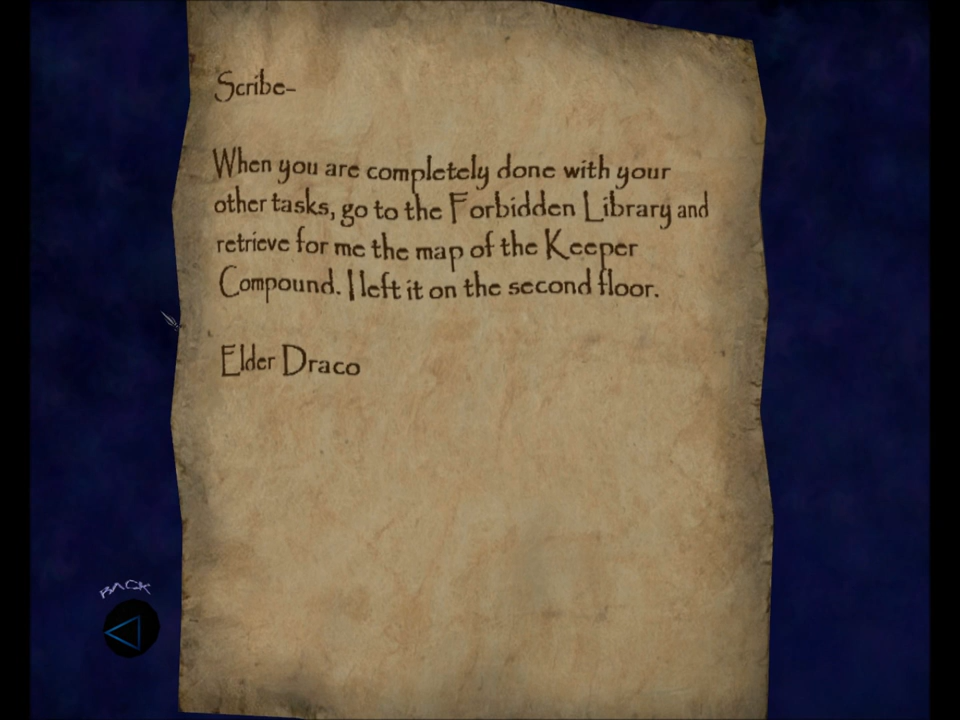 Scribe-
When you are completely done with your
other tasks, go to the Forbidden Library and
retrieve for me the map of the Keeper
Compound. I left it on the second floor.
Elder Draco
BACK